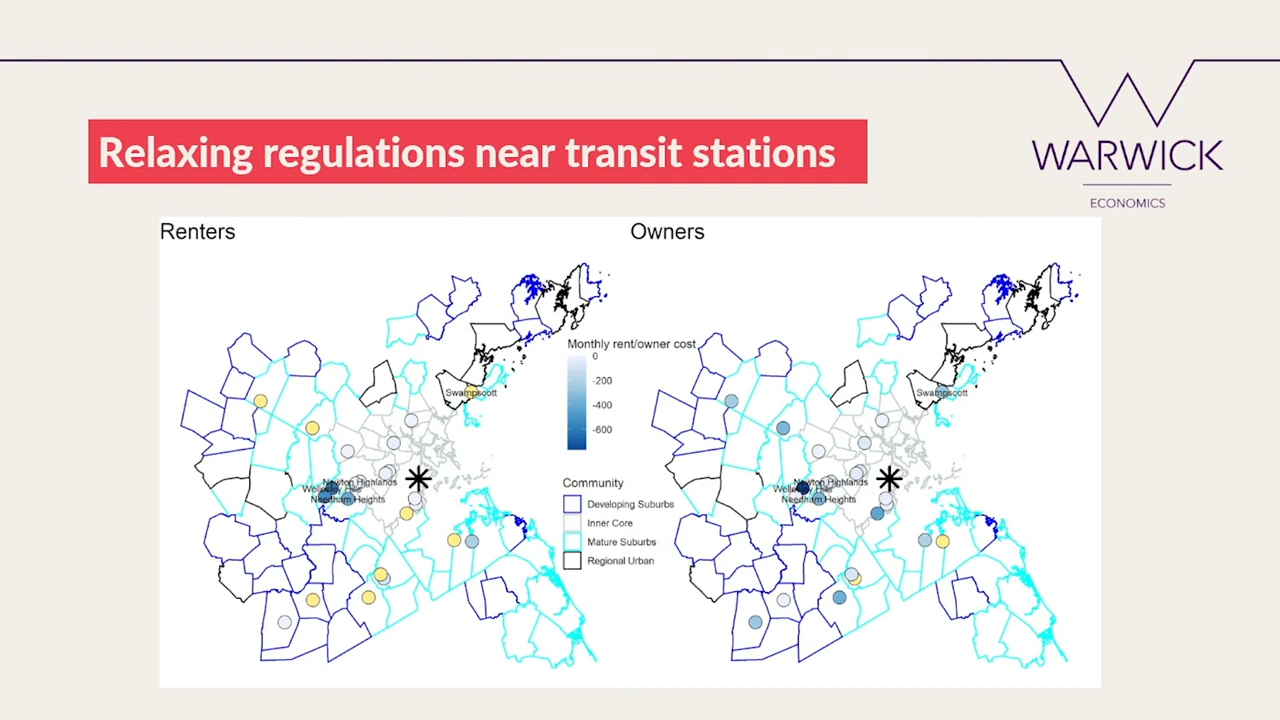 Relaxing regulations near transit stations
WARWICK
ECONOMICS
Renters
Owners
Monthly rent/owner cost
0
-200
-400
-600
Swampscott
Swampscott
Newton Highlands
Needham Heights
Newton Highlands
Needham Heights
Community
Developing Suburbs
Inner Core
Mature Suburbs
Regional Urban